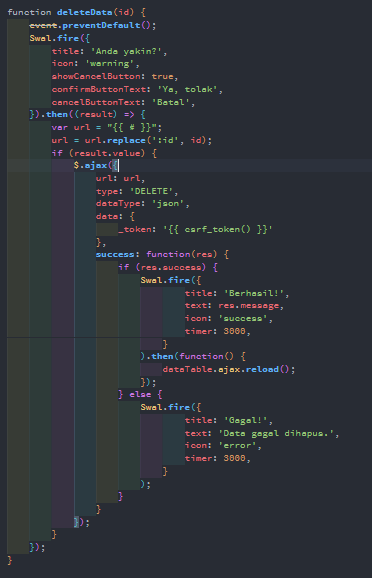 function deleteData(id) {
event.preventDefault();
Swal.fire({
title: 'Anda yakin?',
icon: 'warning',
showCancelButton: true,
confirmButtonText: 'Ya, tolak',
cancelButtonText: 'Batal',
}).then((result) => {
var url = "{{ # }}";
url = url.replace(':id', id);
if (result.value) {
$.ajax({
url: url,
type: 'DELETE',
dataType: 'json',
data: {
_token: '{{ csrf_token() }}'
},
success: function(res) {
if (res.success) {
Swal.fire({
title: 'Berhasil!',
text: res.message,
icon: 'success',
timer: 3000,
}
).then(function() {
dataTable.ajax.reload();
});
} else {
Swal.fire({
title: 'Gagal!',
text: 'Data gagal dihapus.',
icon: 'error',
timer: 3000,
}
);
}
}
});
}
});
}